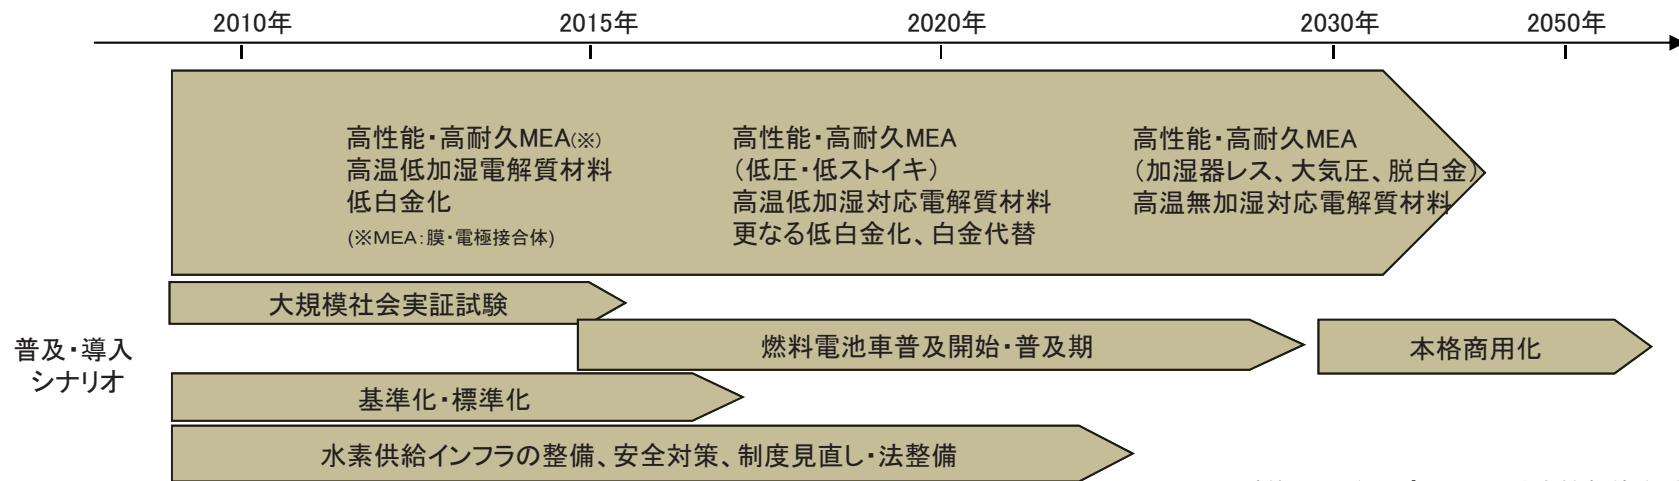 2010年 2015年 2020年 2030年 2050年
高性能・高耐久MEA(※)
高温低加湿電解質材料
低白金化
(※MEA:膜・電極接合体)
高性能・高耐久MEA
(低圧・低ストイキ)
高温低加湿対応電解質材料
更なる低白金化、白金代替
高性能・高耐久MEA
(加湿器レス、大気圧、脱白金)
高温無加湿対応電解質材料
大規模社会実証試験
普及・導入
シナリオ
燃料電池車普及開始・普及期
本格商用化
基準化・標準化
水素供給インフラの整備、安全対策、制度見直し・法整備